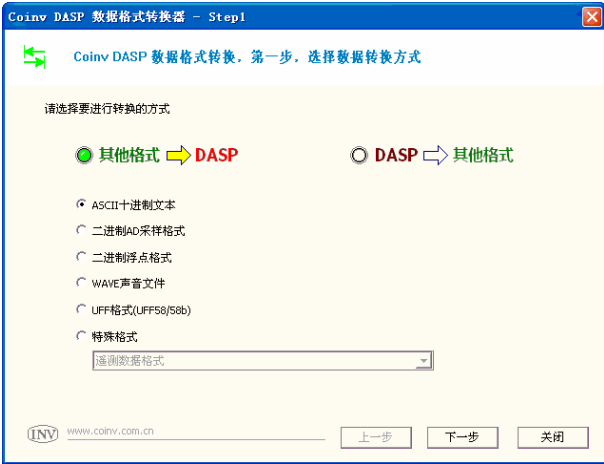 Coinv DASP 数据格式转换器 - Step1
Coinv DASP 数据格式转换，第一步，选择数据转换方式
请选择要进行转换的方式
其他格式 DASP DASP 其他格式
ASCII十进制文本
二进制AD采样格式
二进制浮点格式
WAVE声音文件
UFF格式(UFF58/58b)
特殊格式
遥测数据格式
INV www.coinv.com.cn 上一步 下一步 关闭